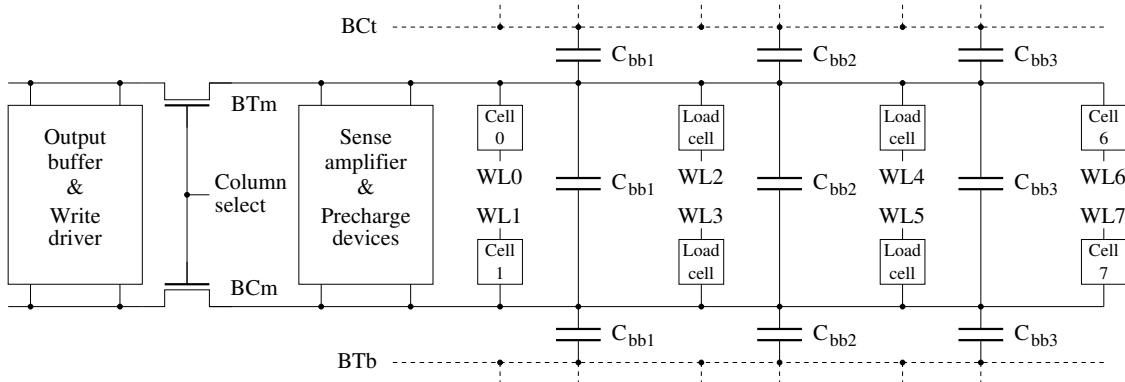 BCt
C_bb1
C_bb2
C_bb3
BTm
Output
buffer
&
Write
driver
Column
select
Sense
amplifier
&
Precharge
devices
Cell
0
Load
cell
Load
cell
Cell
6
WL0
C_bb1
WL2
C_bb2
WL4
C_bb3
WL6
WL1
WL3
WL5
WL7
Cell
1
Load
cell
Load
cell
Cell
7
BCm
C_bb1
C_bb2
C_bb3
BTb